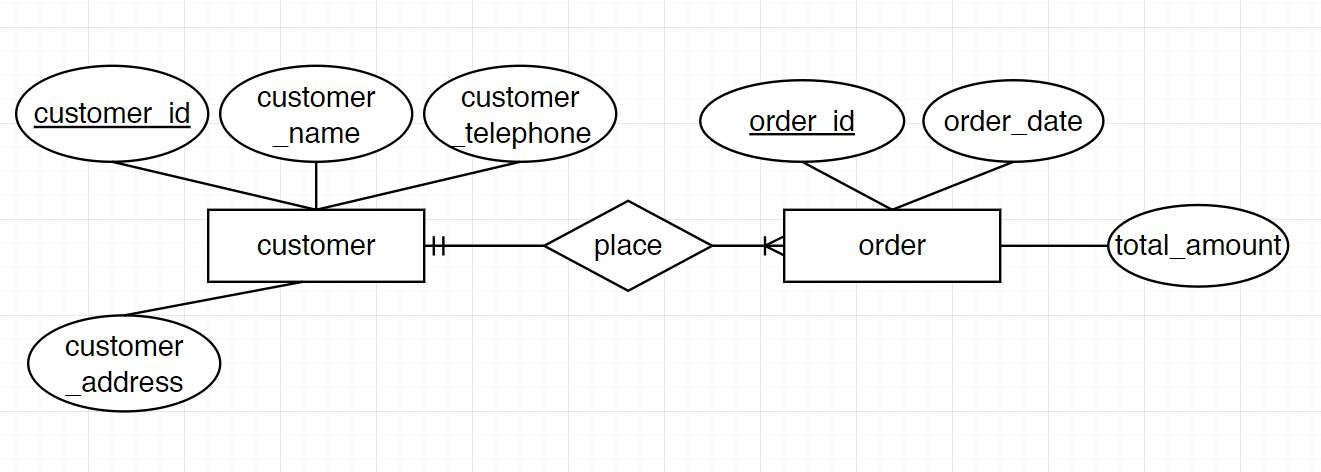 customer_id
customer
_name
customer
_telephone
order_id
order_date
customer
place
order
total_amount
customer
_address